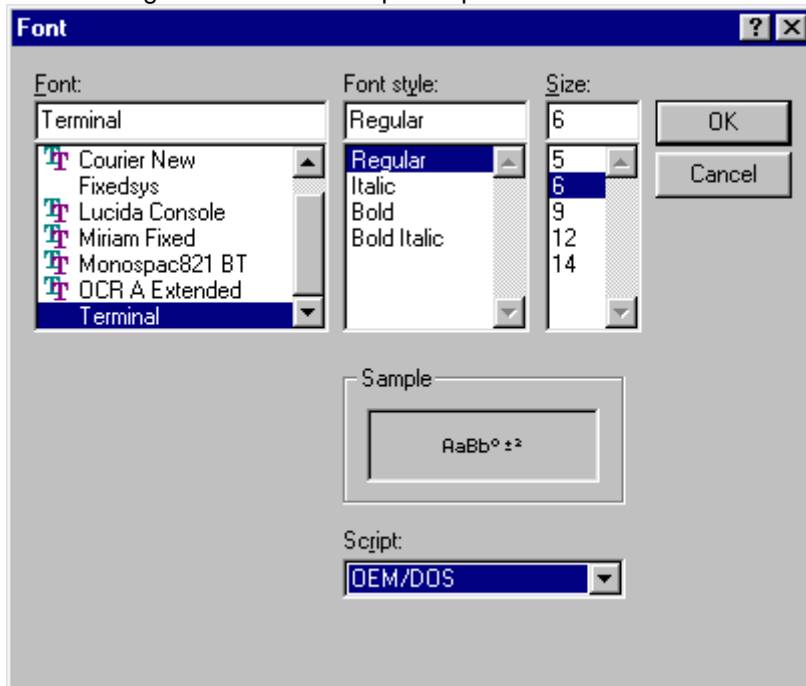 Font
Font:
Terminal
Courier New
Fixedsys
Lucida Console
Miriam Fixed
Monospac821 BT
OCR A Extended
Terminal
Font style:
Regular
Regular
Italic
Bold
Bold Italic
Size:
6
5
6
9
12
14
OK
Cancel
Sample
AaBbº±²
Script:
OEM/DOS